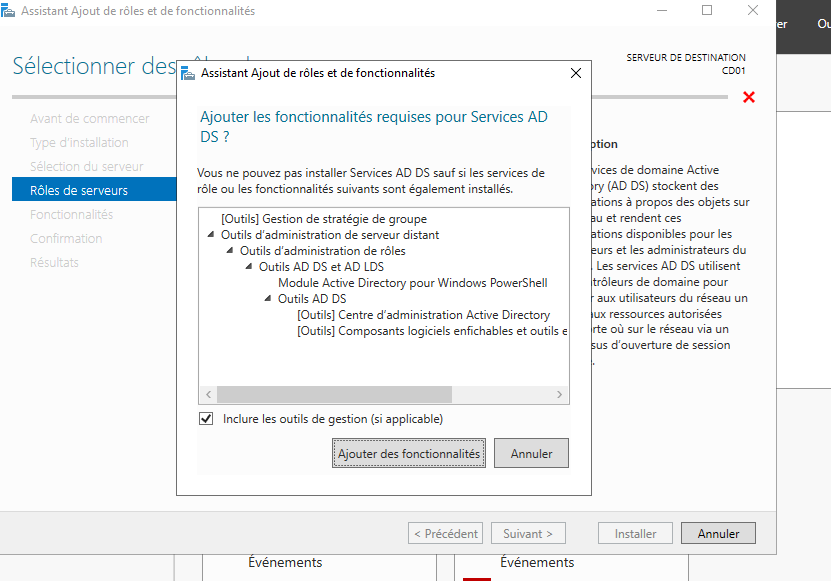 Assistant Ajout de rôles et de fonctionnalités
Sélectionner des
SERVEUR DE DESTINATION
CD01
Avant de commencer
Type d'installation
Sélection du serveur
Rôles de serveurs
Fonctionnalités
Confirmation
Résultats
Assistant Ajout de rôles et de fonctionnalités
Ajouter les fonctionnalités requises pour Services AD
DS ?
Vous ne pouvez pas installer Services AD DS sauf si les services de
rôle ou les fonctionnalités suivants sont également installés.
[Outils] Gestion de stratégie de groupe
Outils d'administration de serveur distant
Outils d'administration de rôles
Outils AD DS et AD LDS
Module Active Directory pour Windows PowerShell
Outils AD DS
[Outils] Centre d'administration Active Directory
[Outils] Composants logiciels enfichables et outils e
Inclure les outils de gestion (si applicable)
Ajouter des fonctionnalités
Annuler
ption
vices de domaine Active
ory (AD DS) stockent des
ations à propos des objets sur
au et rendent ces
ations disponibles pour les
eurs et les administrateurs du
. Les services AD DS utilisent
ntrôleurs de domaine pour
r aux utilisateurs du réseau un
aux ressources autorisées
orte où sur le réseau via un
sus d'ouverture de session
< Précédent
Suivant >
Installer
Annuler
er
Ou
Événements
Événements